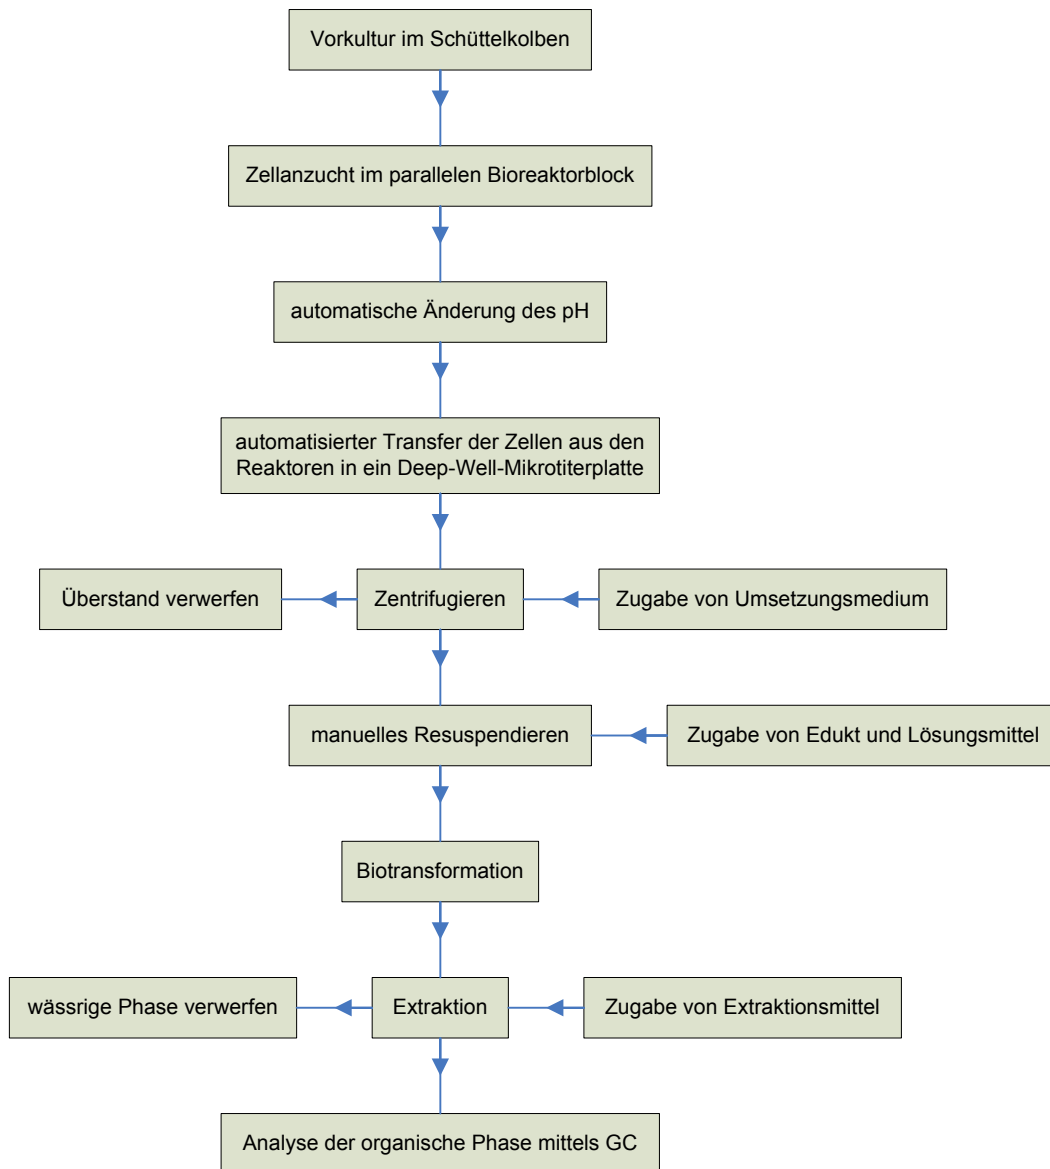 Vorkultur im Schüttelkolben
Zellanzucht im parallelen Bioreaktorblock
automatische Änderung des pH
automatisierter Transfer der Zellen aus den
Reaktoren in ein Deep-Well-Mikrotiterplatte
Überstand verwerfen
Zentrifugieren
Zugabe von Umsetzungsmedium
manuelles Resuspendieren
Zugabe von Edukt und Lösungsmittel
Biotransformation
wässrige Phase verwerfen
Extraktion
Zugabe von Extraktionsmittel
Analyse der organische Phase mittels GC